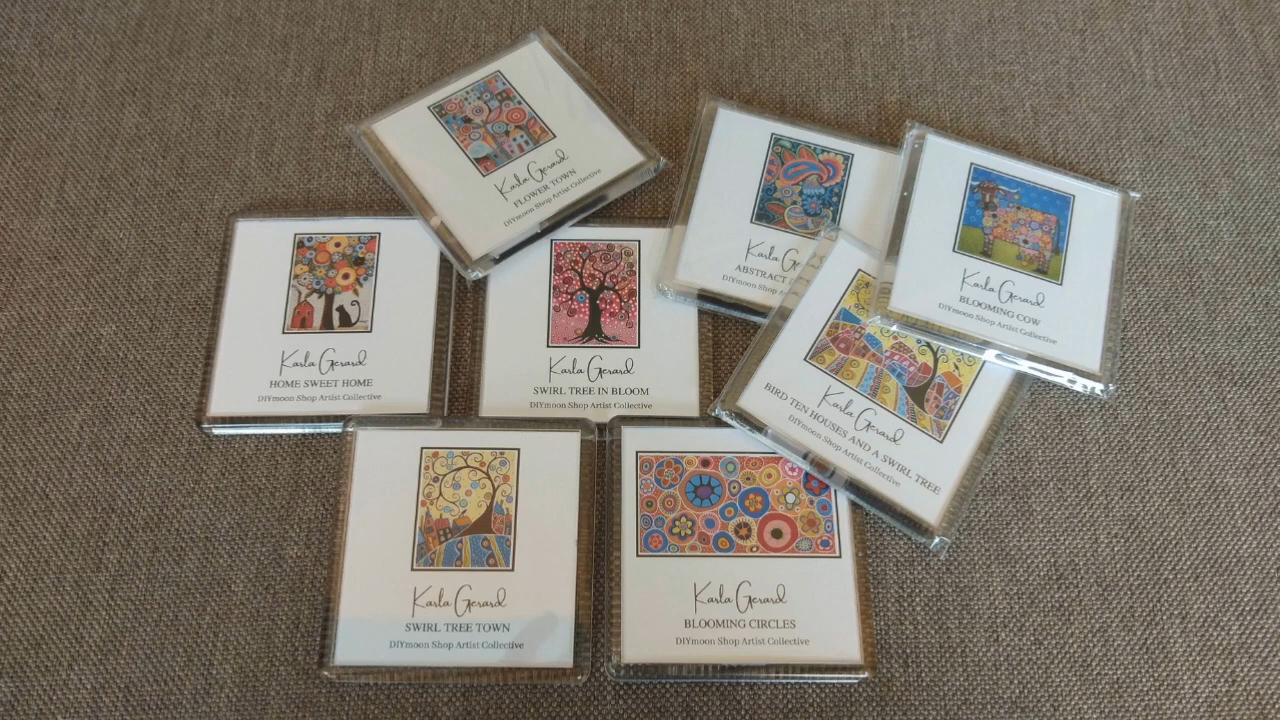 Karla Gerard
FLOWER TOWN
DIYmoon Shop Artist Collective
Karla Ge
ABSTRACT
DIYmoon Shop A
Karla Gerard
BLOOMING COW
DIYmoon Shop Artist Collective
Karla Gerard
HOME SWEET HOME
DIYmoon Shop Artist Collective
Karla Gerard
SWIRL TREE IN BLOOM
DIYmoon Shop Artist Collective
Karla Gerard
BIRD TEN HOUSES AND A SWIRL TREE
DIYmoon Shop Artist Collective
Karla Gerard
SWIRL TREE TOWN
DIYmoon Shop Artist Collective
Karla Gerard
BLOOMING CIRCLES
DIYmoon Shop Artist Collective